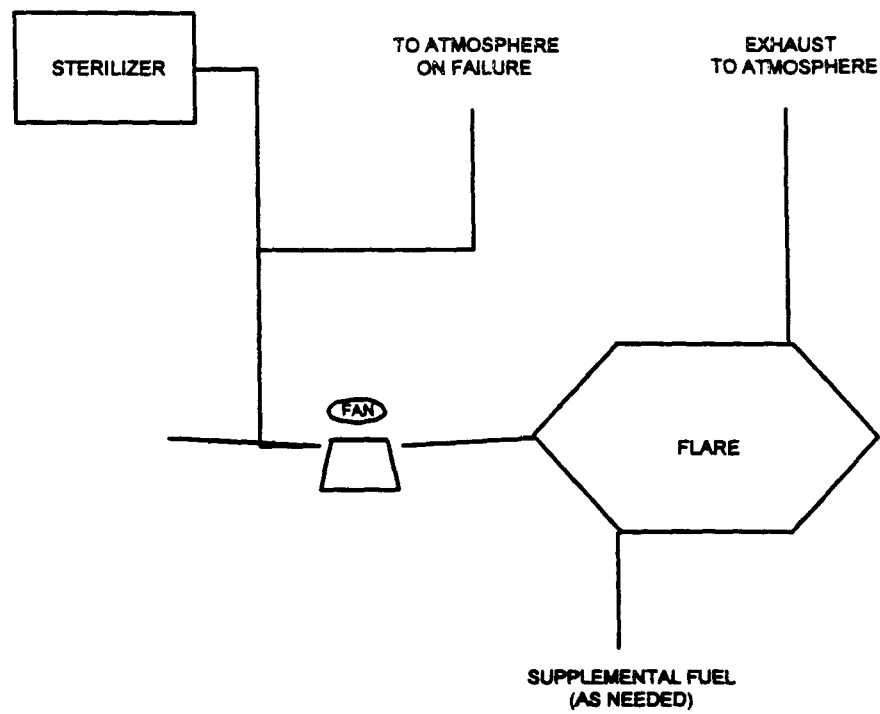 STERILIZER
TO ATMOSPHERE
ON FAILURE
EXHAUST
TO ATMOSPHERE
FAN
FLARE
SUPPLEMENTAL FUEL
(AS NEEDED)